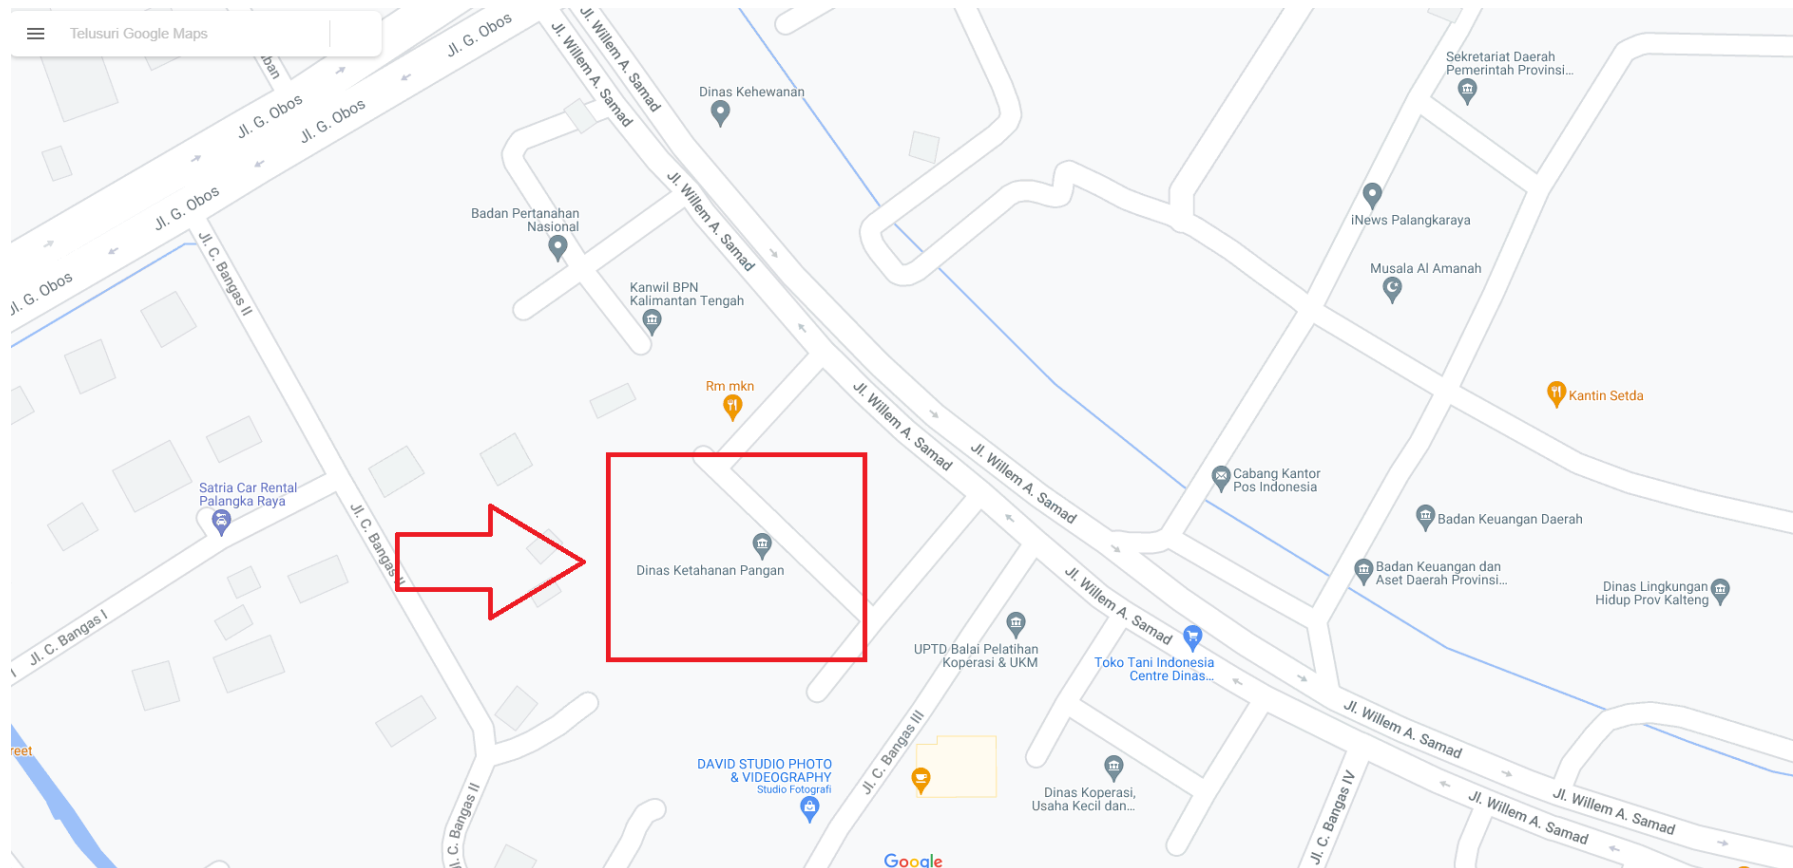 Telusuri Google Maps
Jl. G. Obos
Jl. Willem A. Samad
Jl. Willem A. Samad
Sekretariat Daerah
Pemerintah Provinsi...
ban
Dinas Kehewanan
Jl. G. Obos
Jl. G. Obos
Jl. G. Obos
Jl. Willem A. Samad
Badan Pertanahan
Nasional
iNews Palangkaraya
Jl. C. Bangas II
Musala Al Amanah
Jl. G. Obos
Kanwil BPN
Kalimantan Tengah
Rm mkn
Kantin Setda
Jl. Willem A. Samad
Jl. Willem A. Samad
Cabang Kantor
Pos Indonesia
Satria Car Rental
Palangka Raya
Jl. C. Bangas II
Badan Keuangan Daerah
Dinas Ketahanan Pangan
Badan Keuangan dan
Aset Daerah Provinsi...
Dinas Lingkungan
Hidup Prov Kalteng
Jl. Willem A. Samad
Jl. C. Bangas I
UPTD Balai Pelatihan
Koperasi & UKM
Toko Tani Indonesia
Centre Dinas...
Jl. Willem A. Samad
reet
Jl. C. Bangas III
DAVID STUDIO PHOTO
& VIDEOGRAPHY
Studio Fotografi
Dinas Koperasi,
Usaha Kecil dan...
Jl. C. Bangas II
Jl. C. Bangas IV
Jl. Willem A. Samad
Jl. Willem A. Samad
Google